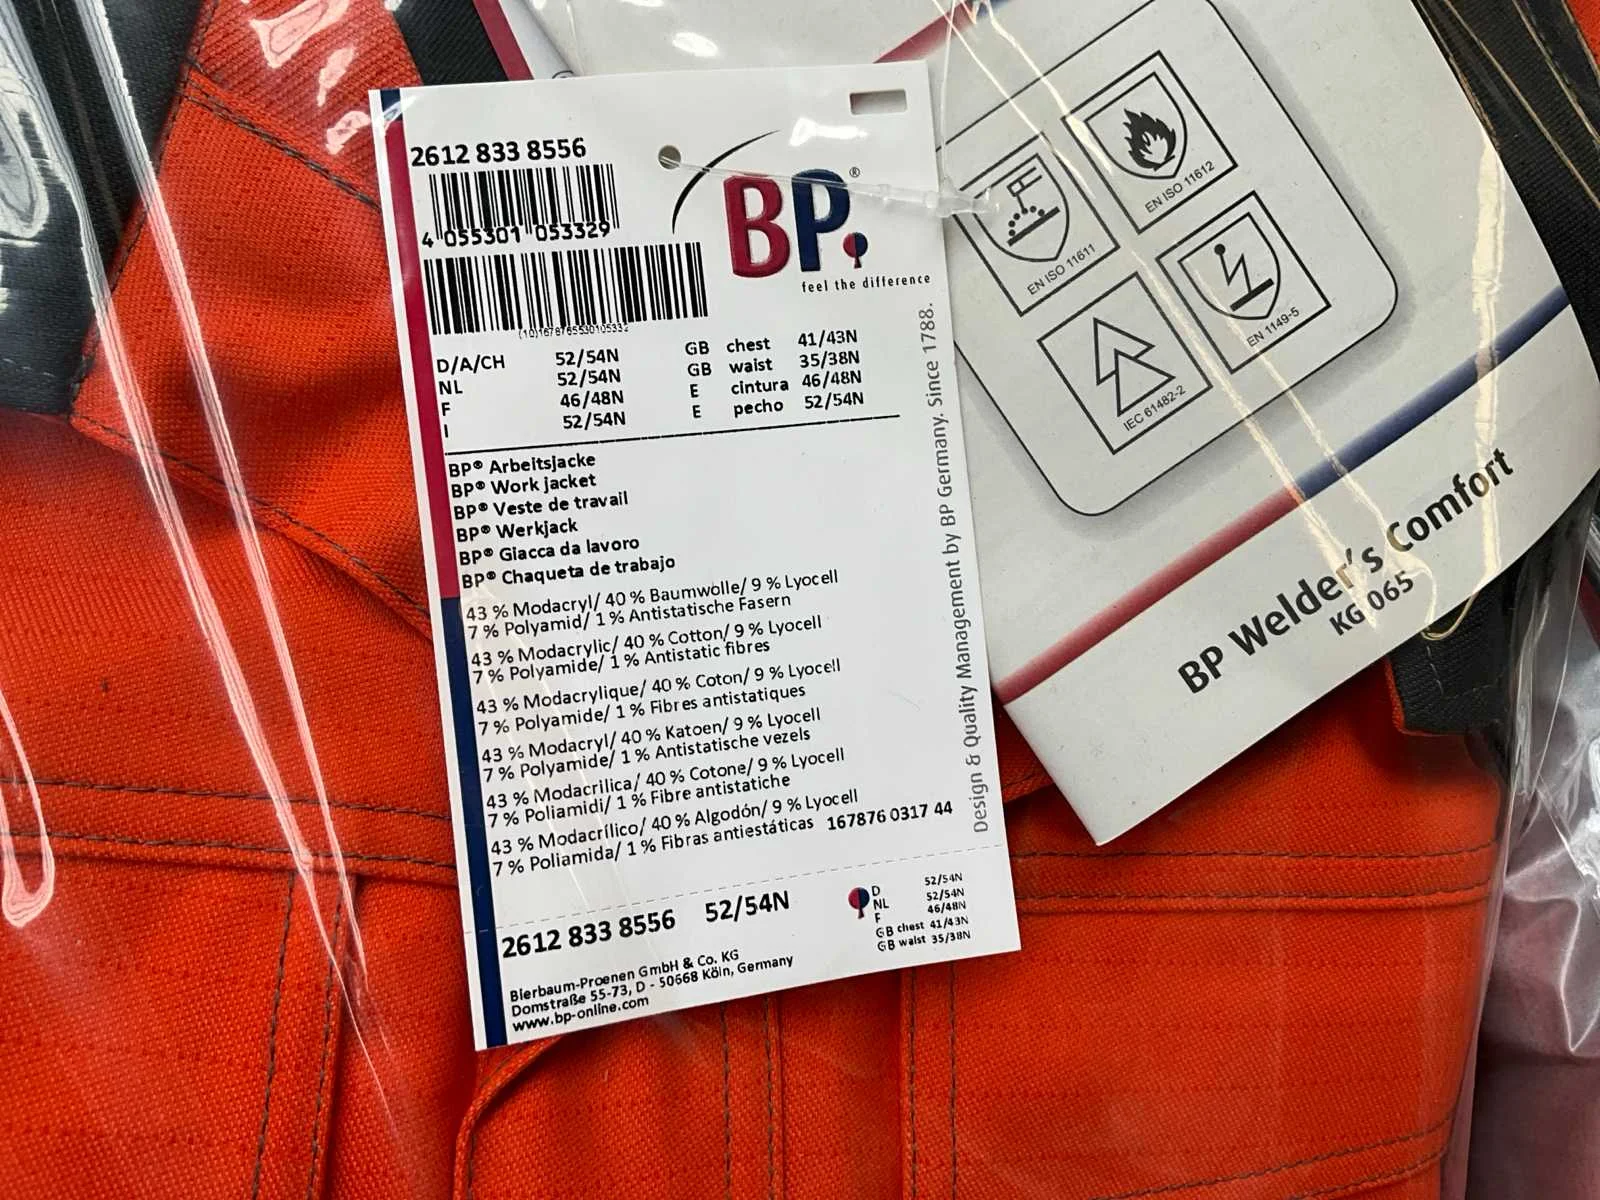 2612 833 8556
4 055301 053329
(10)1678765530105332
BP®
feel the difference
D/A/CH 52/54N GB chest 41/43N
NL 52/54N GB waist 35/38N
F 46/48N E cintura 46/48N
I 52/54N E pecho 52/54N
BP® Arbeitsjacke
BP® Work jacket
BP® Veste de travail
BP® Werkjack
BP® Giacca da lavoro
BP® Chaqueta de trabajo
43 % Modacryl/ 40 % Baumwolle/ 9 % Lyocell
7 % Polyamid/ 1 % Antistatische Fasern
43 % Modacrylic/ 40 % Cotton/ 9 % Lyocell
7 % Polyamide/ 1 % Antistatic fibres
43 % Modacrylique/ 40 % Coton/ 9 % Lyocell
7 % Polyamide/ 1 % Fibres antistatiques
43 % Modacryl/ 40 % Katoen/ 9 % Lyocell
7 % Polyamide/ 1 % Antistatische vezels
43 % Modacrilica/ 40 % Cotone/ 9 % Lyocell
7 % Poliamidi/ 1 % Fibre antistatiche
43 % Modacrílico/ 40 % Algodón/ 9 % Lyocell
7 % Poliamida/ 1 % Fibras antiestáticas 167876 0317 44
Design & Quality Management by BP Germany. Since 1788.
2612 833 8556 52/54N
D 52/54N
NL 52/54N
F 46/48N
GB chest 41/43N
GB waist 35/38N
Bierbaum-Proenen GmbH & Co. KG
Domstraße 55-73, D - 50668 Köln, Germany
www.bp-online.com
EN ISO 11611
EN ISO 11612
IEC 61482-2
EN 1149-5
BP Welder's Comfort
KG 065